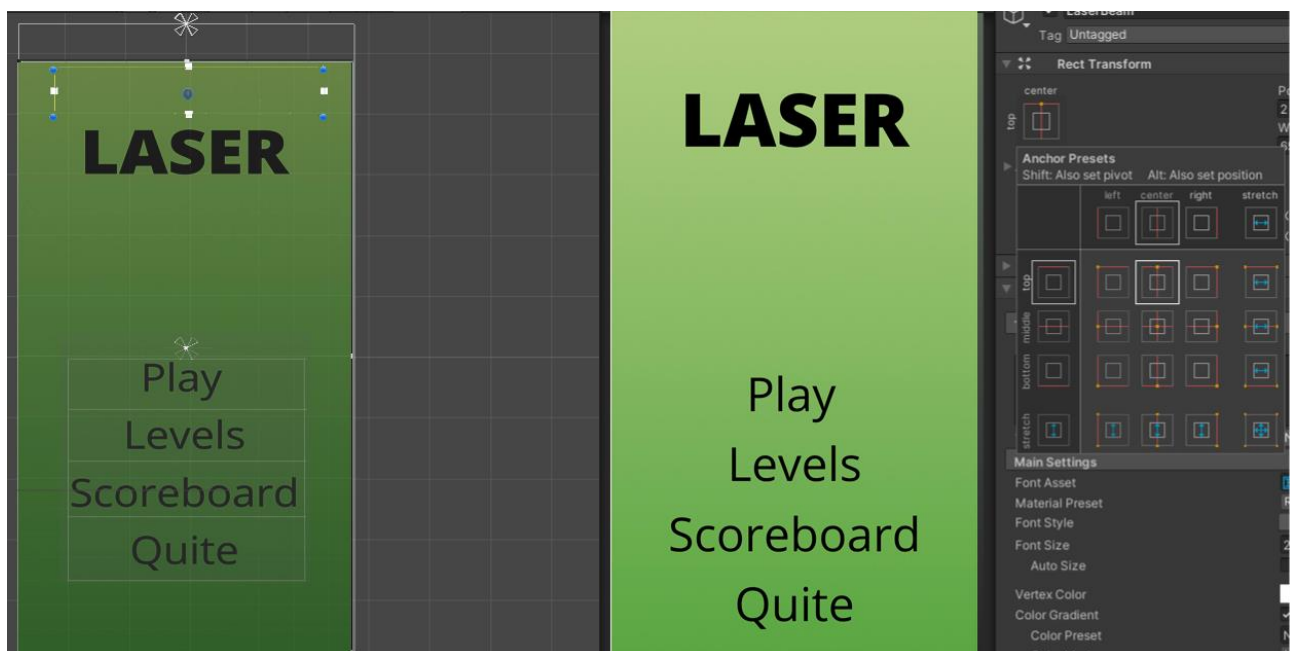 LASER
Play
Levels
Scoreboard
Quite
LASER
Play
Levels
Scoreboard
Quite
Laserbeam
Tag Untagged
Rect Transform
center
top
Anchor Presets
Shift: Also set pivot Alt: Also set position
left center right stretch
top
middle
bottom
stretch
Main Settings
Font Asset
Material Preset
Font Style
Font Size
Auto Size
Vertex Color
Color Gradient
Color Preset